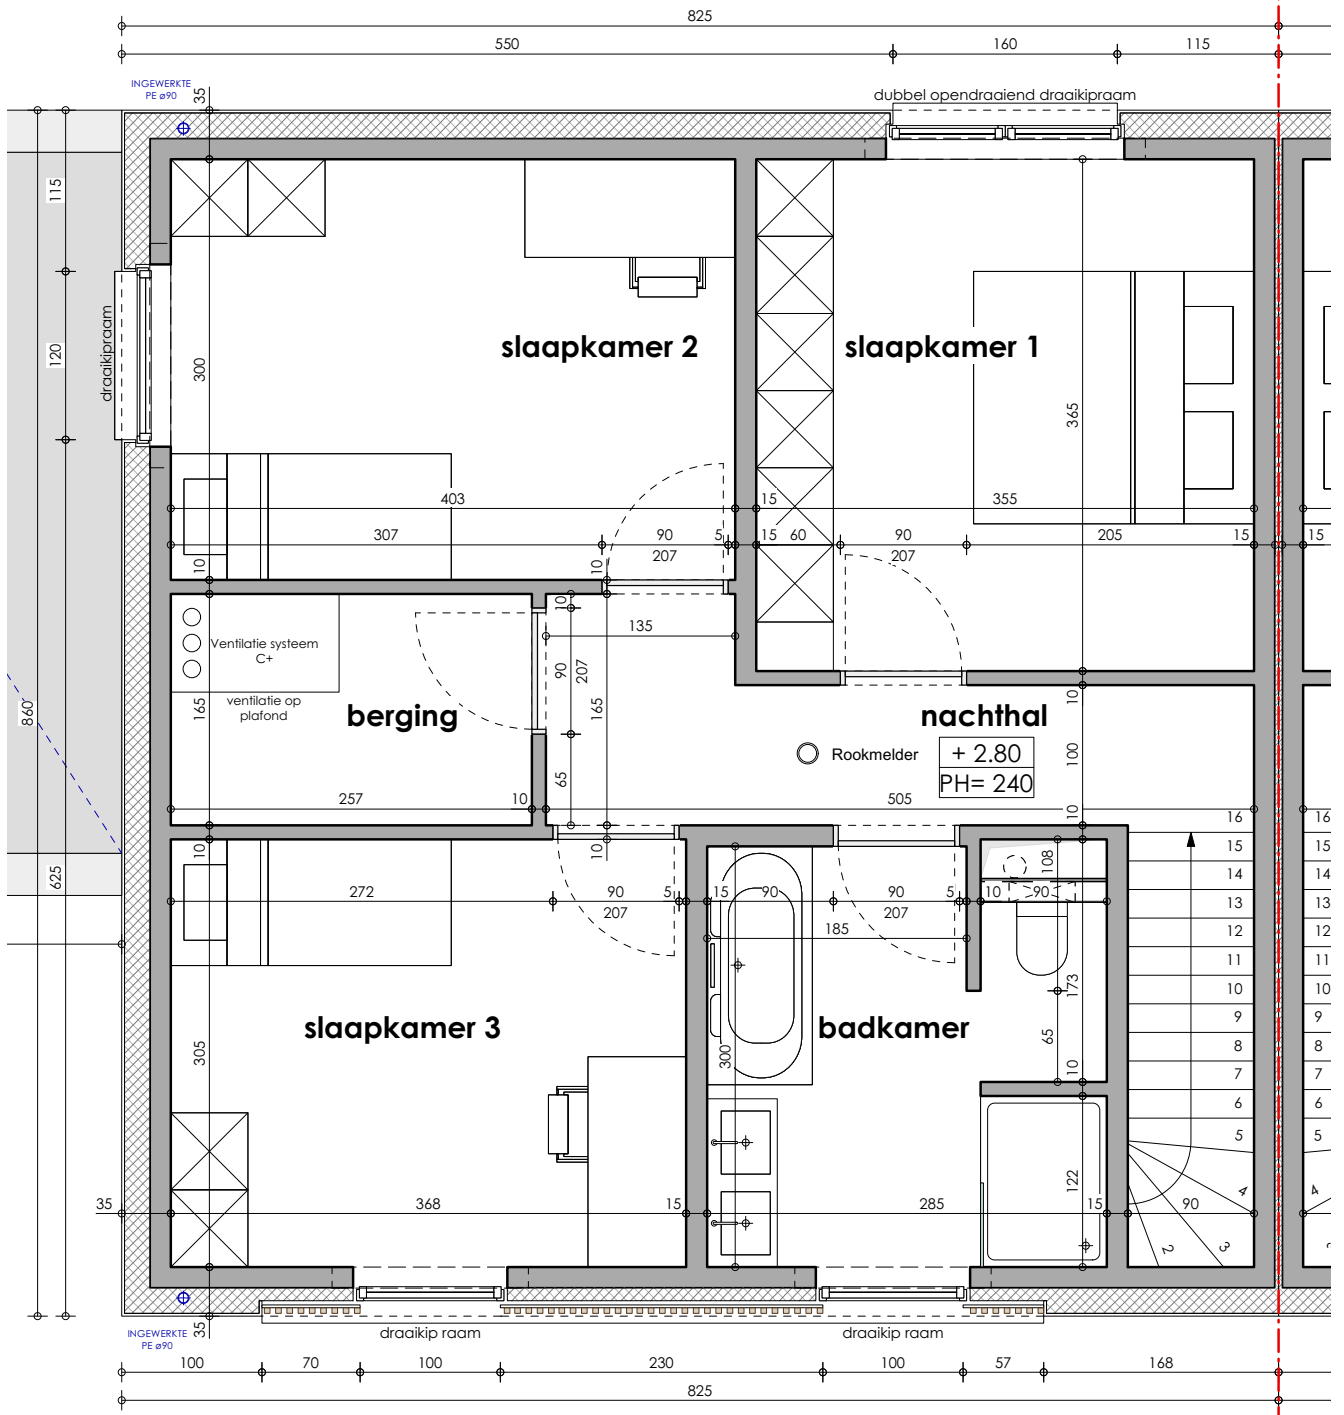 825
550 160 115
INGEWERKTE
PE ø90
35
dubbel opendraaiend draaikipraam
115
120
draaikipraam
300
slaapkamer 2
slaapkamer 1
365
403 15 355
307 90 5 15 60 90 205 15 15
207 207
10 10
10
135
Ventilatie systeem
C+
ventilatie op
plafond
90
207
165
165
berging
nachthal
10
860
Rookmelder
+ 2.80
PH= 240
100
65
257 10 505
10
16 16
15 15
14 14
13 13
12 12
11 11
10 10
9 9
8 8
7 7
6 6
5 5
4 4
3
2
10
10
108
625
272 90 5 15 90 90 5 10 90
207 207
185
173
slaapkamer 3
badkamer
65
10
305
300
122
35 368 15 285 15 90
INGEWERKTE
PE ø90
35
draaikip raam
draaikip raam
100 70 100 230 100 57 168
825